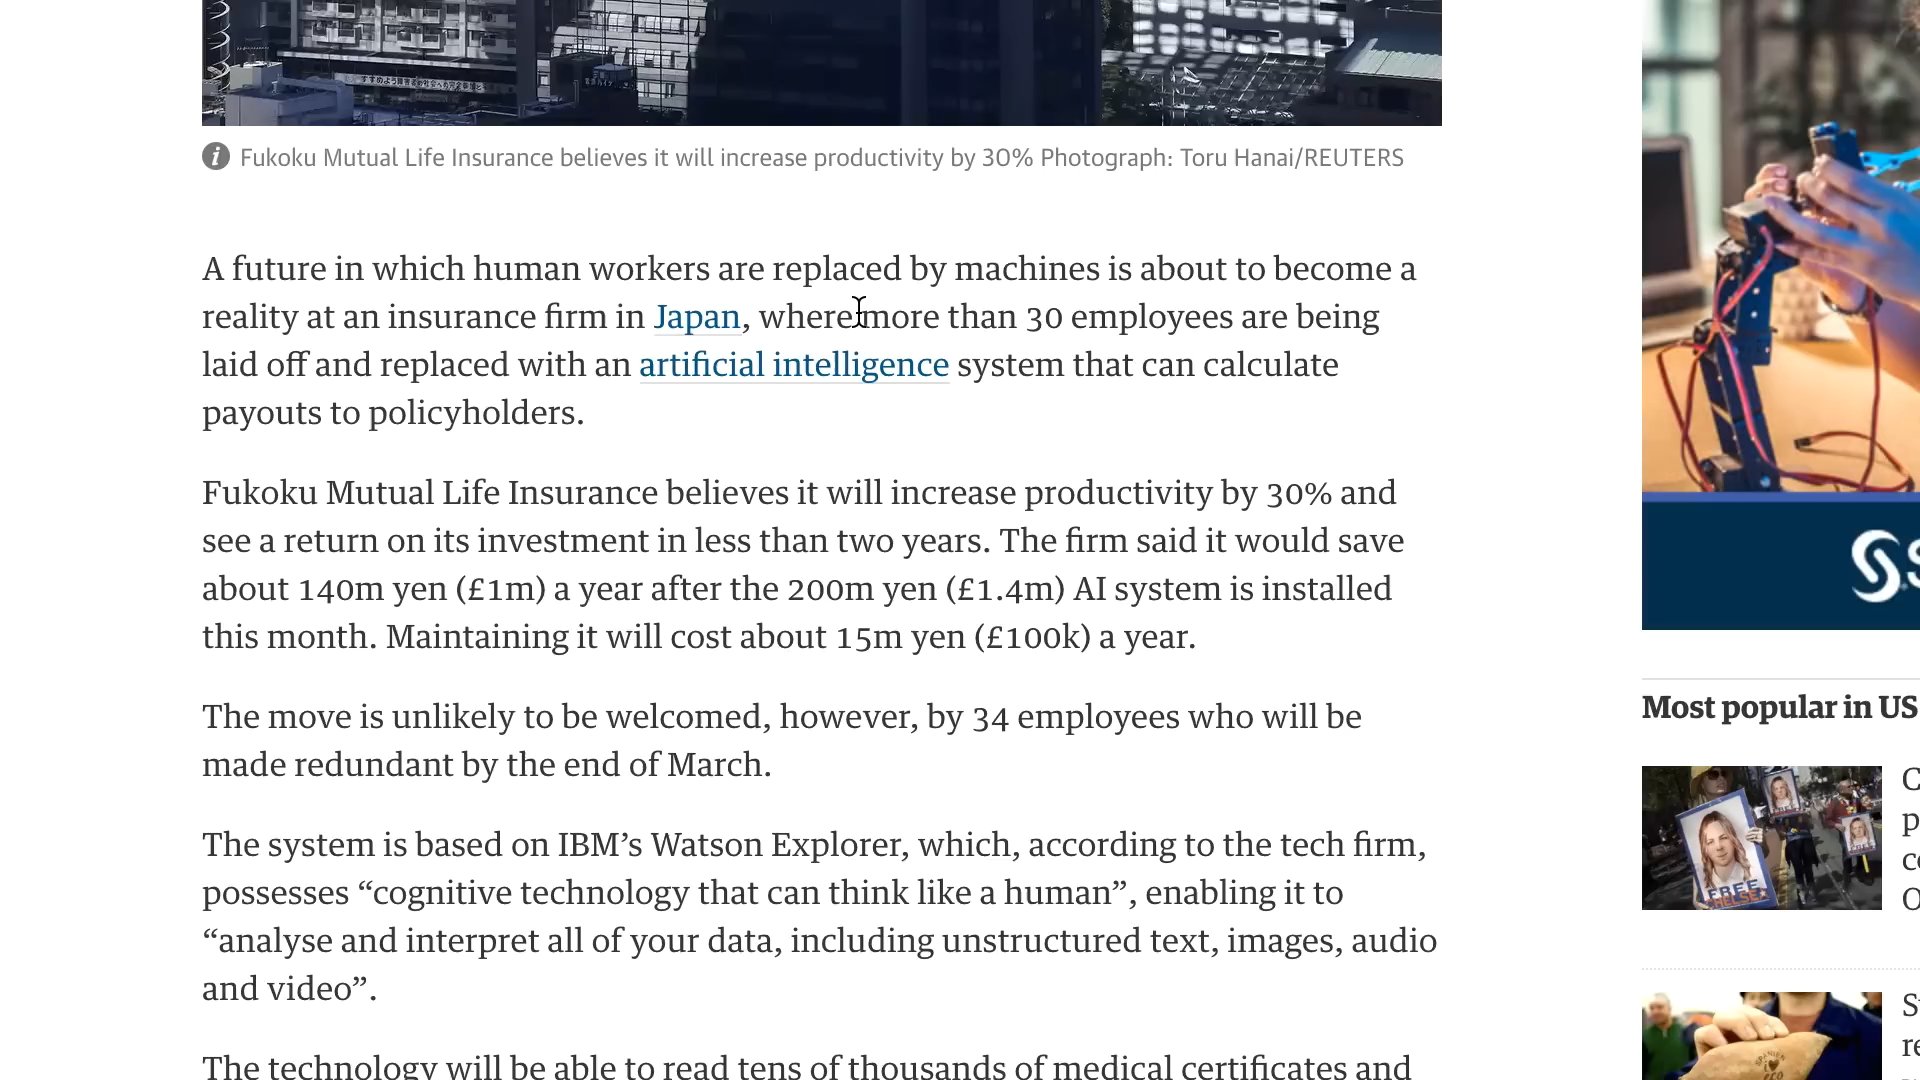 Fukoku Mutual Life Insurance believes it will increase productivity by 30% Photograph: Toru Hanai/REUTERS
A future in which human workers are replaced by machines is about to become a
reality at an insurance firm in Japan, where more than 30 employees are being
laid off and replaced with an artificial intelligence system that can calculate
payouts to policyholders.
Fukoku Mutual Life Insurance believes it will increase productivity by 30% and
see a return on its investment in less than two years. The firm said it would save
about 140m yen (£1m) a year after the 200m yen (£1.4m) AI system is installed
this month. Maintaining it will cost about 15m yen (£100k) a year.
The move is unlikely to be welcomed, however, by 34 employees who will be
made redundant by the end of March.
The system is based on IBM’s Watson Explorer, which, according to the tech firm,
possesses “cognitive technology that can think like a human”, enabling it to
“analyse and interpret all of your data, including unstructured text, images, audio
and video”.
The technology will be able to read tens of thousands of medical certificates and
Most popular in US
FREE
CHELSEA